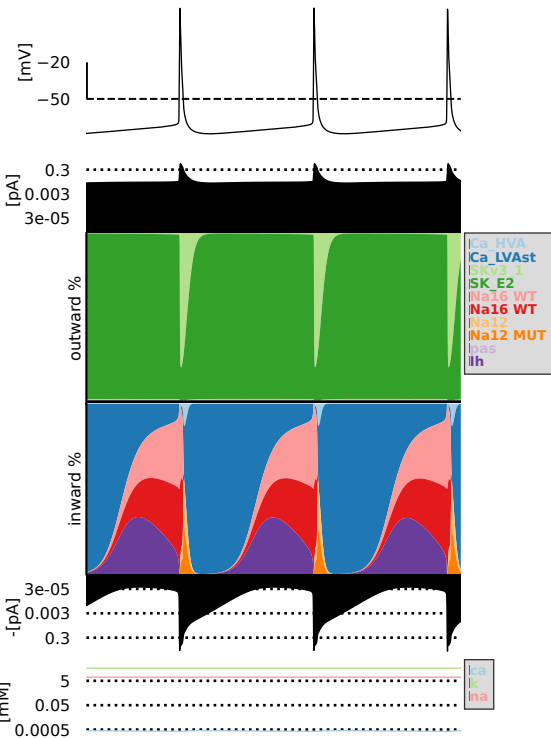 [mV]
−20
−50
[pA]
0.3
0.003
3e-05
outward %
Ca_HVA
Ca_LVAst
SKv3_1
SK_E2
Na16 WT
Na16 WT
Na12
Na12 MUT
pas
Ih
inward %
-[pA]
3e-05
0.003
0.3
[mM]
5
0.05
0.0005
ca
k
na